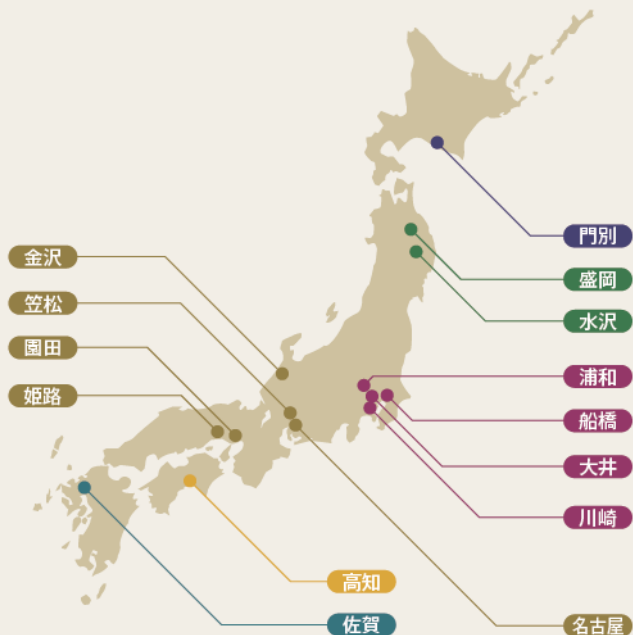 門別
盛岡
水沢
金沢
笠松
園田
姫路
浦和
船橋
大井
川崎
高知
佐賀
名古屋